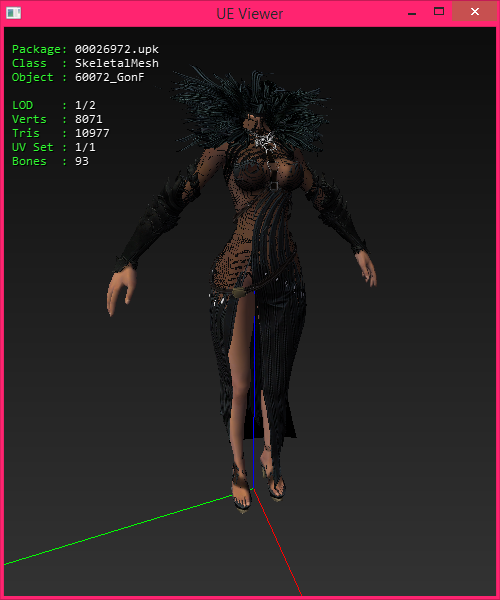 UE Viewer
Package: 00026972.upk
Class : SkeletalMesh
Object : 60072_GonF
LOD : 1/2
Verts : 8071
Tris : 10977
UV Set : 1/1
Bones : 93